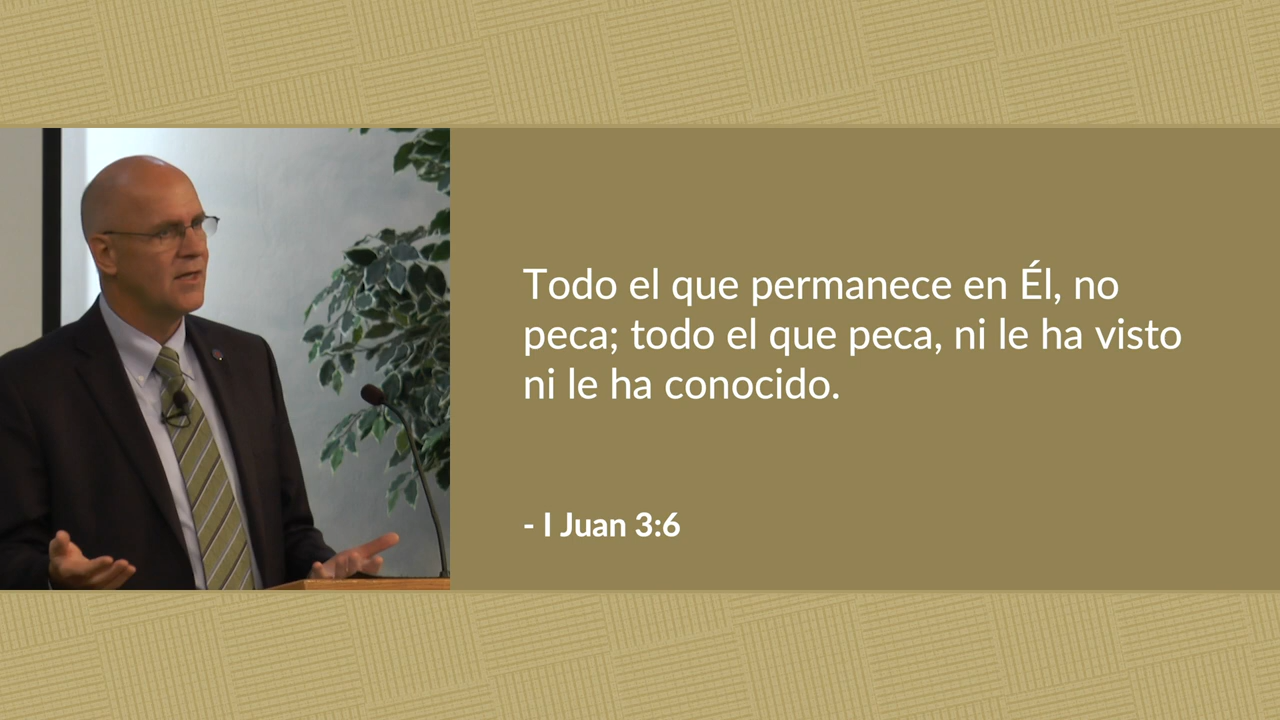 Todo el que permanece en Él, no
peca; todo el que peca, ni le ha visto
ni le ha conocido.
- I Juan 3:6